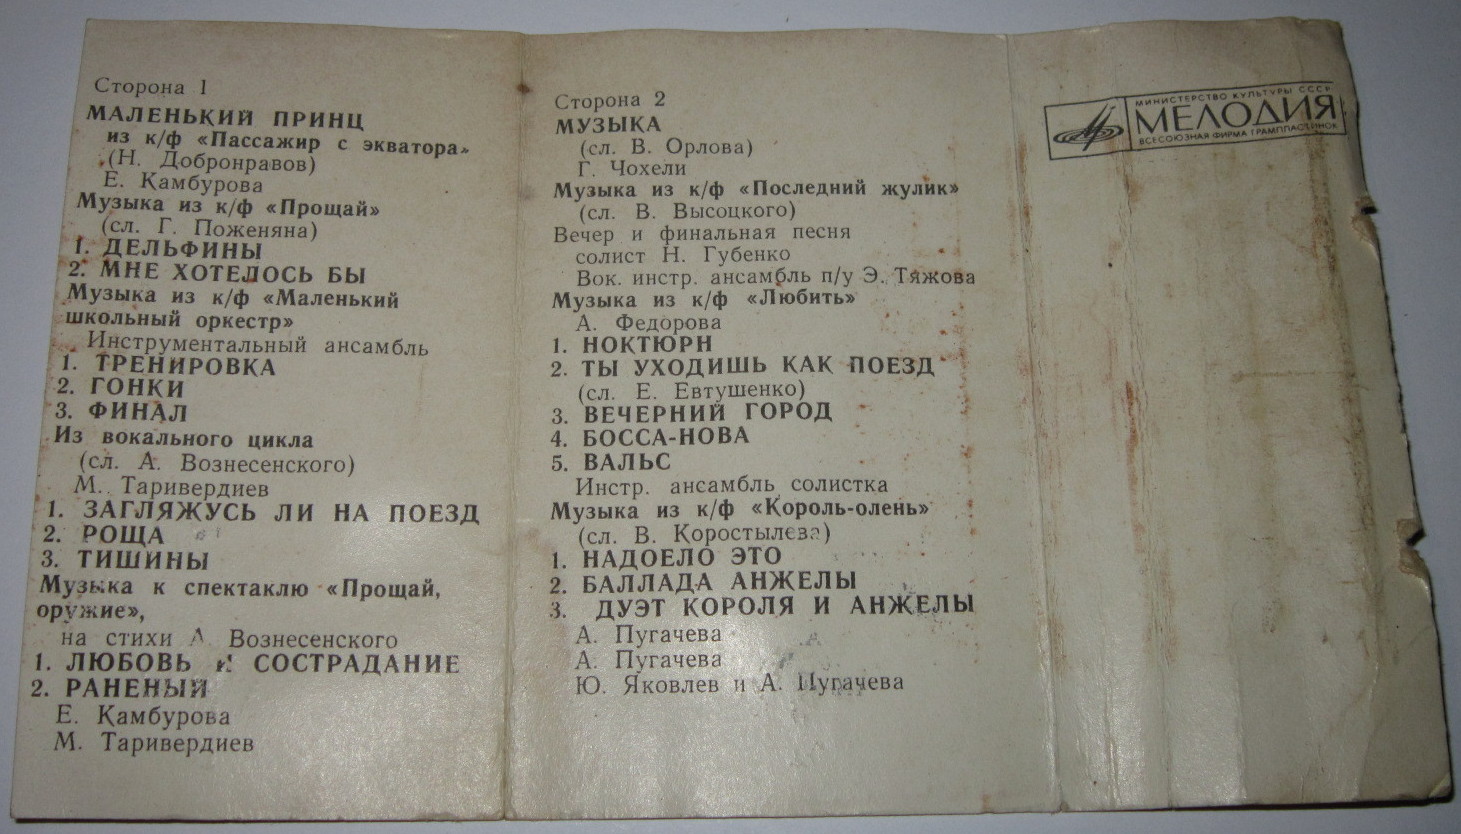 Сторона 1
МАЛЕНЬКИЙ ПРИНЦ
из к/ф «Пассажир с экватора»
(Н. Добронравов)
Е. Камбурова
Музыка из к/ф «Прощай»
(сл. Г. Поженяна)
1. ДЕЛЬФИНЫ
2. МНЕ ХОТЕЛОСЬ БЫ
Музыка из к/ф «Маленький
школьный оркестр»
Инструментальный ансамбль
1. ТРЕНИРОВКА
2. ГОНКИ
3. ФИНАЛ
Из вокального цикла
(сл. А. Вознесенского)
М. Таривердиев
1. ЗАГЛЯЖУСЬ ЛИ НА ПОЕЗД
2. РОЩА
3. ТИШИНЫ
Музыка к спектаклю «Прощай,
оружие»,
на стихи А. Вознесенского
1. ЛЮБОВЬ И СОСТРАДАНИЕ
2. РАНЕНЫЙ
Е. Камбурова
М. Таривердиев
Сторона 2
МУЗЫКА
(сл. В. Орлова)
Г. Чохели
Музыка из к/ф «Последний жулик»
(сл. В. Высоцкого)
Вечер и финальная песня
солист Н. Губенко
Вок. инстр. ансамбль п/у Э. Тяжова
Музыка из к/ф «Любить»
А. Федорова
1. НОКТЮРН
2. ТЫ УХОДИШЬ КАК ПОЕЗД
(сл. Е. Евтушенко)
3. ВЕЧЕРНИЙ ГОРОД
4. БОССА-НОВА
5. ВАЛЬС
Инстр. ансамбль солистка
Музыка из к/ф «Король-олень»
(сл. В. Коростылева)
1. НАДОЕЛО ЭТО
2. БАЛЛАДА АНЖЕЛЫ
3. ДУЭТ КОРОЛЯ И АНЖЕЛЫ
А. Пугачева
А. Пугачева
Ю. Яковлев и А. Пугачева
МИНИСТЕРСТВО КУЛЬТУРЫ СССР
МЕЛОДИЯ
ВСЕСОЮЗНАЯ ФИРМА ГРАМПЛАСТИНОК